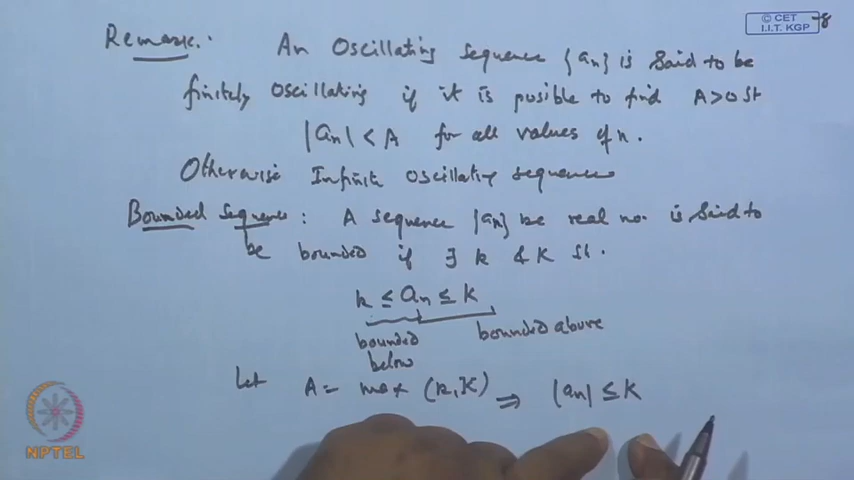 © CET
I.I.T. KGP
Remark: An Oscillating sequence {an} is said to be
finitely oscillating if it is posible to find A>0 st
|an| < A for all values of n.
Otherwise Infinite oscillating sequence
Bounded Sequence : A sequence {an} be real no. is said to
be bounded if ∃ k & K St.
k ≤ an ≤ K
bounded below
bounded above
Let A = max (k, K) ⇒ |an| ≤ K
NPTEL